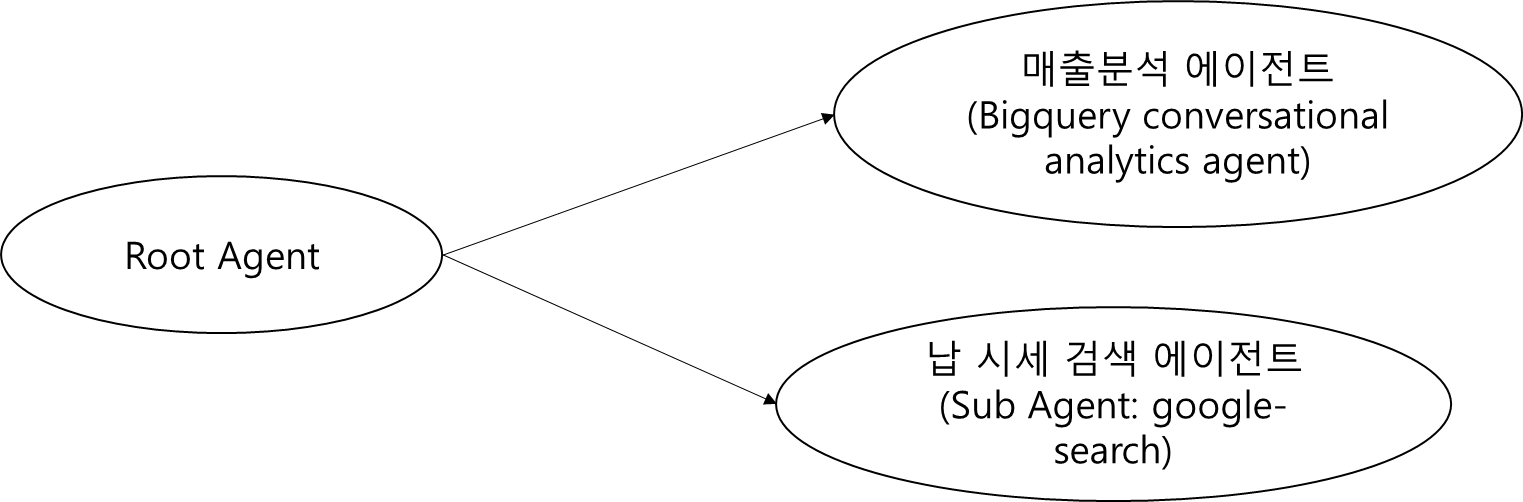 Root Agent
매출분석 에이전트
(Bigquery conversational
analytics agent)
납 시세 검색 에이전트
(Sub Agent: google-
search)